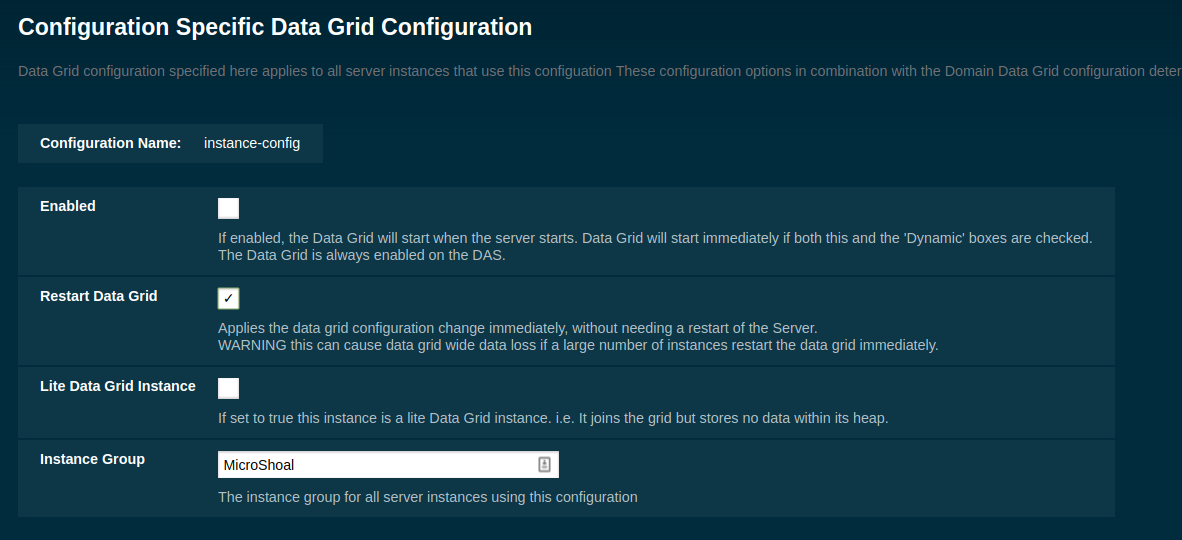 Configuration Specific Data Grid Configuration
Data Grid configuration specified here applies to all server instances that use this configuation These configuration options in combination with the Domain Data Grid configuration deter
Configuration Name: instance-config
Enabled
If enabled, the Data Grid will start when the server starts. Data Grid will start immediately if both this and the 'Dynamic' boxes are checked.
The Data Grid is always enabled on the DAS.
Restart Data Grid ✓
Applies the data grid configuration change immediately, without needing a restart of the Server.
WARNING this can cause data grid wide data loss if a large number of instances restart the data grid immediately.
Lite Data Grid Instance
If set to true this instance is a lite Data Grid instance. i.e. It joins the grid but stores no data within its heap.
Instance Group MicroShoal
The instance group for all server instances using this configuration